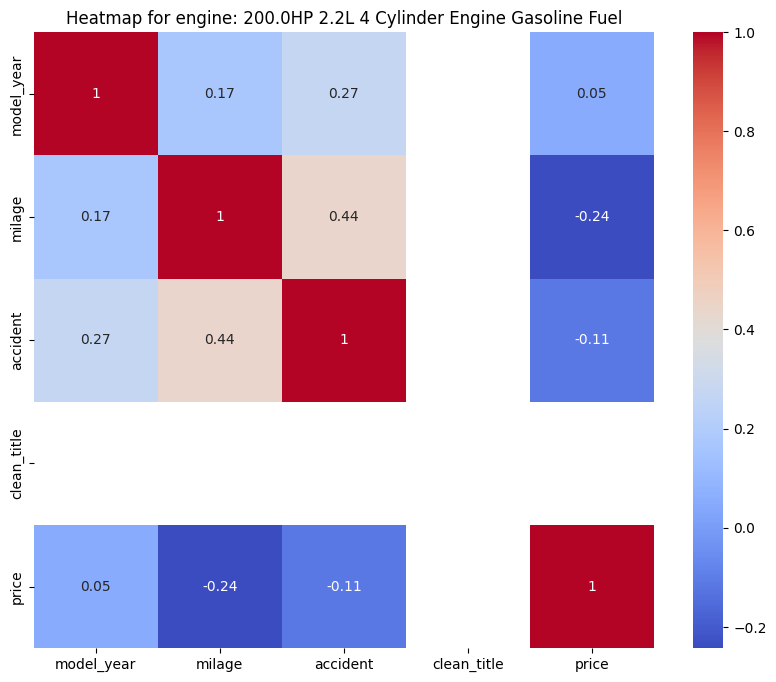 Heatmap for engine: 200.0HP 2.2L 4 Cylinder Engine Gasoline Fuel
model_year 1 0.17 0.27 0.05
milage 0.17 1 0.44 -0.24
accident 0.27 0.44 1 -0.11
clean_title
price 0.05 -0.24 -0.11 1
model_year milage accident clean_title price
1.0
0.8
0.6
0.4
0.2
0.0
−0.2